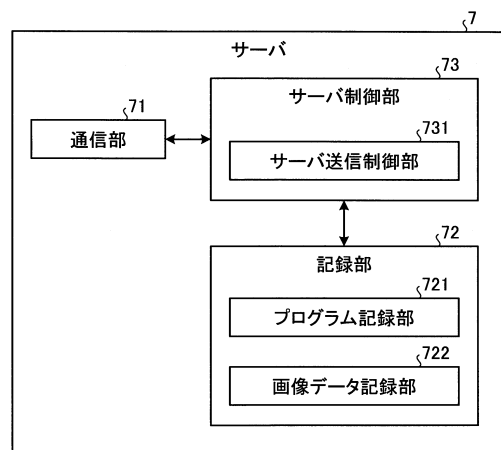 7
サーバ
73
サーバ制御部
71
通信部
731
サーバ送信制御部
72
記録部
721
プログラム記録部
722
画像データ記録部